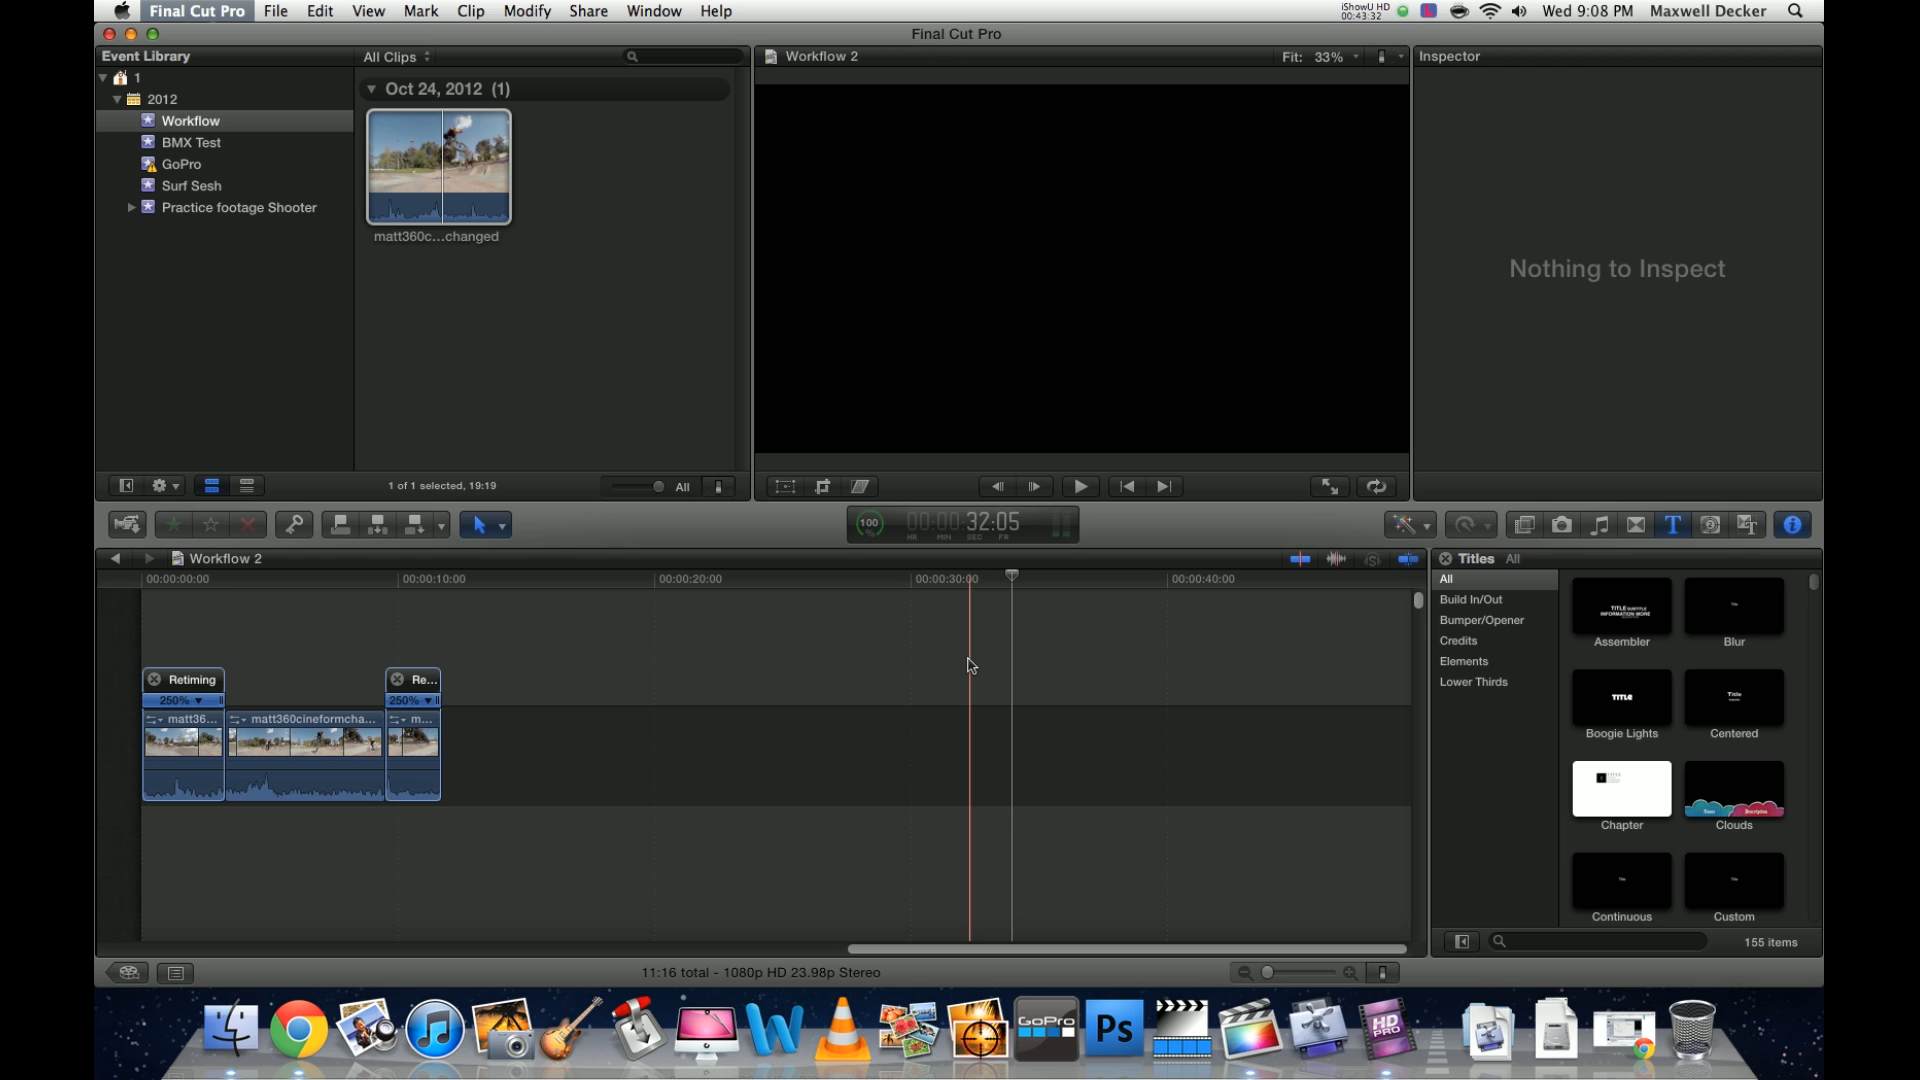 Final Cut Pro File Edit View Mark Clip Modify Share Window Help iShowU HD 00:43:32 Wed 9:08 PM Maxwell Decker
Final Cut Pro
Event Library All Clips Workflow 2 Fit: 33% Inspector
1
2012
Workflow
BMX Test
GoPro
Surf Sesh
Practice footage Shooter
Oct 24, 2012 (1)
matt360c...changed
Nothing to Inspect
1 of 1 selected, 19:19 All
100 % 00:00:32:05
HR MIN SEC FR
Workflow 2
00:00:00:00 00:00:10:00 00:00:20:00 00:00:30:00 00:00:40:00
Retiming Re...
250% 250%
matt36... matt360cineformcha... m...
Titles All
All
Build In/Out
Bumper/Opener
Credits
Elements
Lower Thirds
TITLE SUBTITLE
INFORMATION MORE
Assembler Blur
TITLE Title
Boogie Lights Centered
Chapter Clouds
Continuous Custom
155 items
11:16 total - 1080p HD 23.98p Stereo
GoPro Ps HD PRO